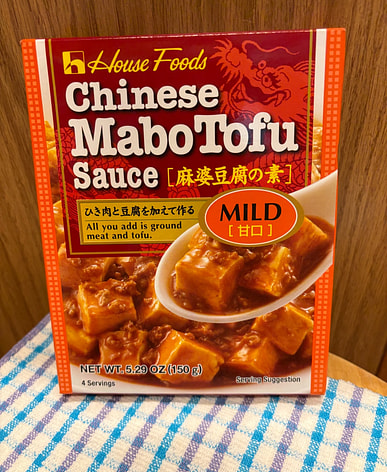 House Foods
Chinese
MaboTofu
Sauce [麻婆豆腐の素]
ひき肉と豆腐を加えて作る
All you add is ground
meat and tofu.
MILD
[甘口]
NET WT. 5.29 OZ (150g)
4 Servings
Serving Suggestion